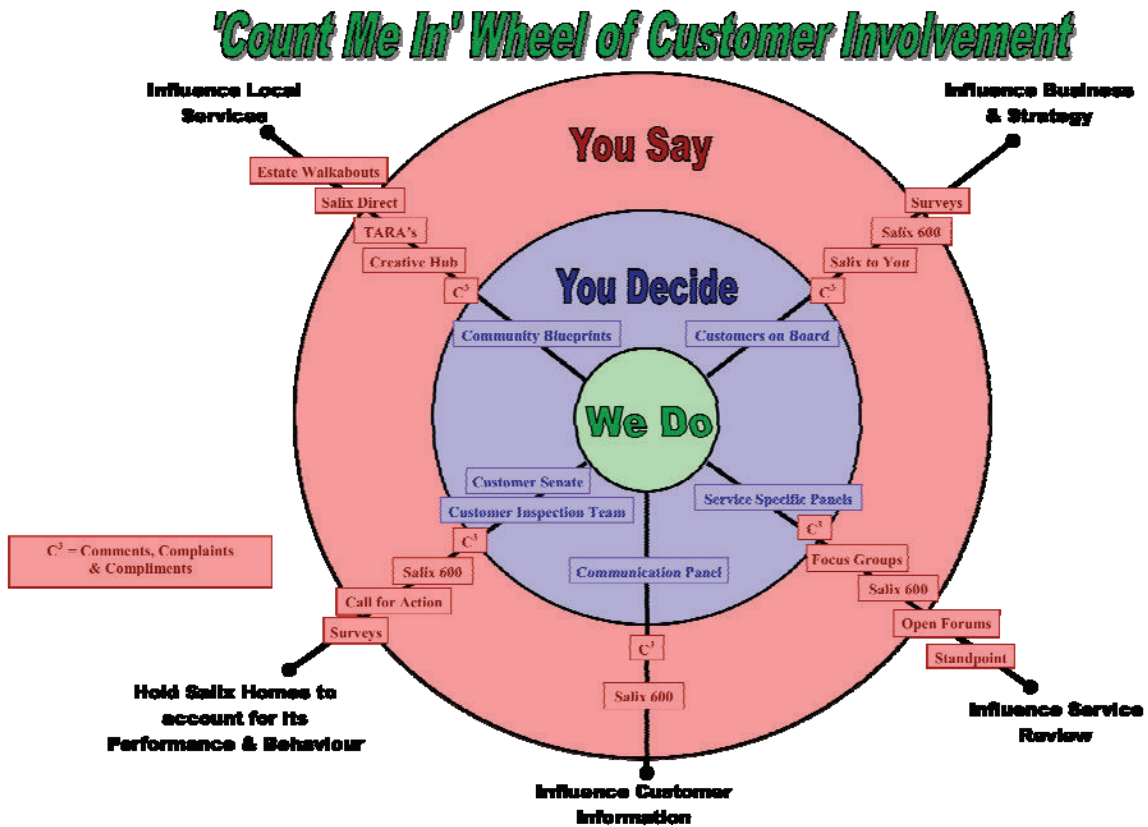 'Count Me In' Wheel of Customer Involvement
Influence Local
Services
Influence Business
& Strategy
You Say
Estate Walkabouts
Salix Direct
TARA's
Creative Hub
C³
Community Blueprints
Surveys
Salix 600
Salix to You
C³
Customers on Board
You Decide
We Do
Customer Senate
Customer Inspection Team
C³
Salix 600
Call for Action
Surveys
Service Specific Panels
C³
Focus Groups
Salix 600
Open Forums
Standpoint
Communication Panel
C³
Salix 600
C³ = Comments, Complaints
& Compliments
Hold Salix Homes to
account for its
Performance & Behaviour
Influence Service
Review
Influence Customer
Information